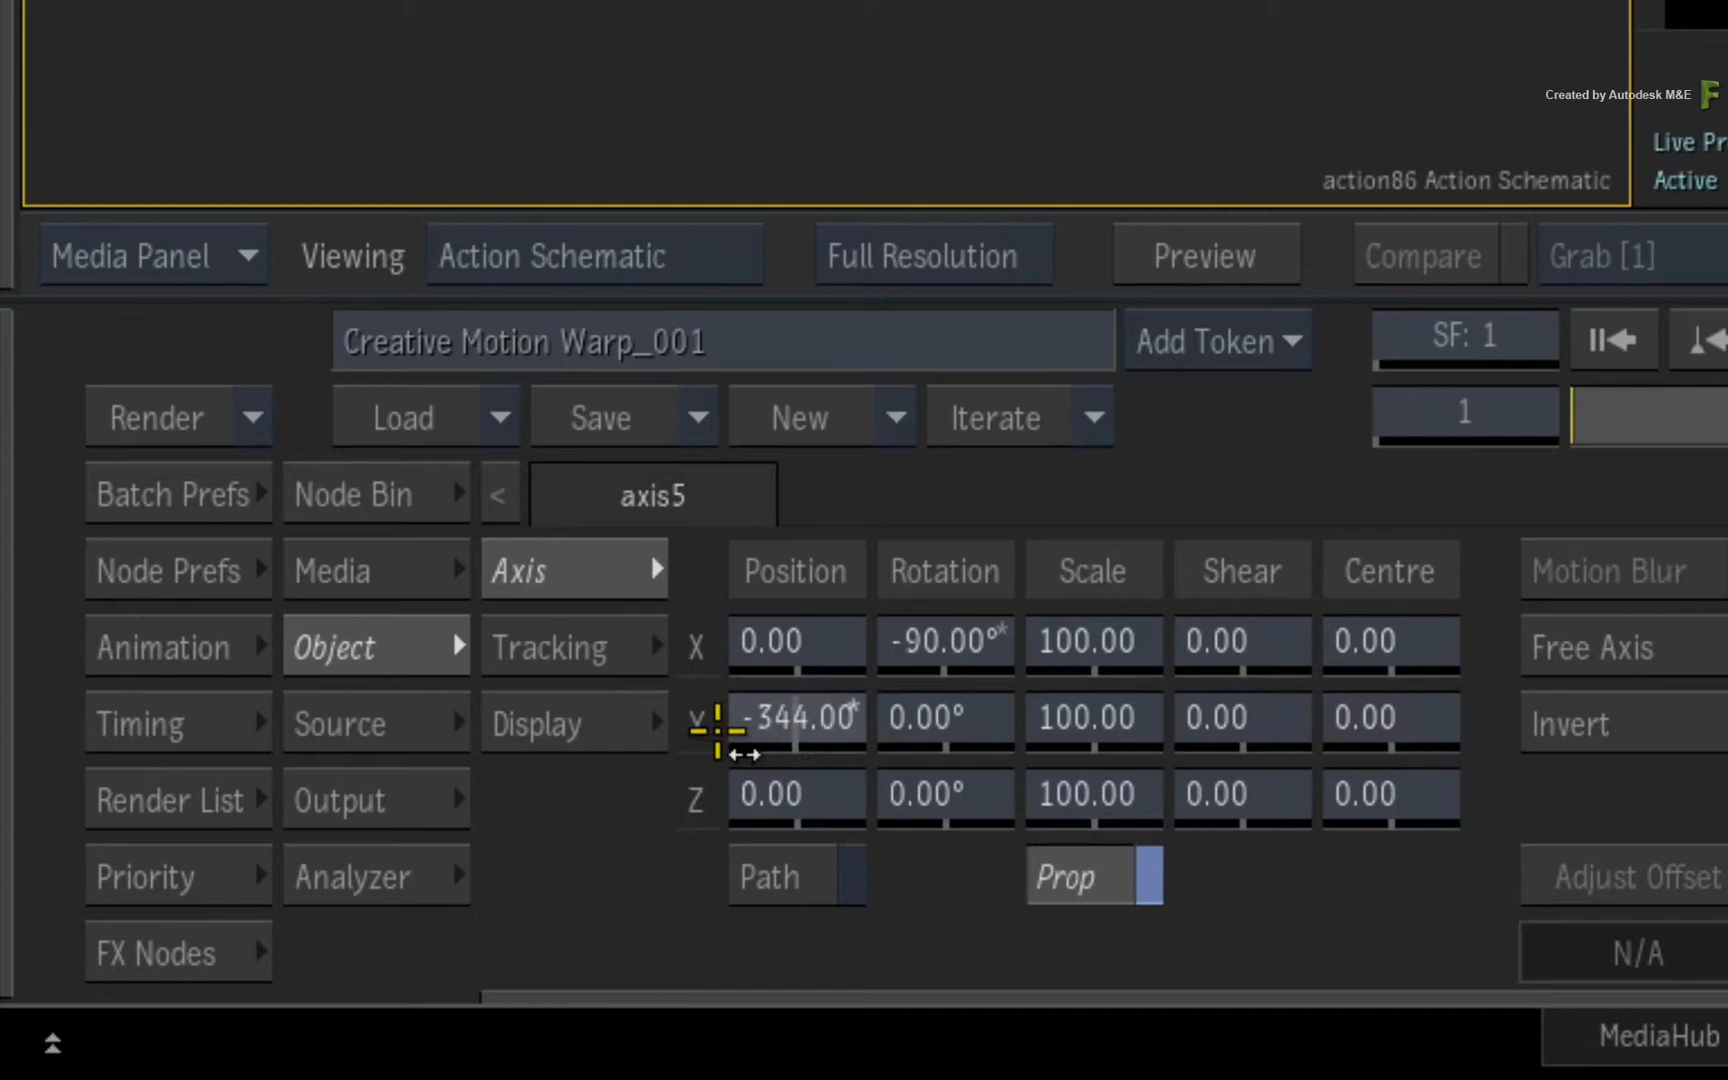 Created by Autodesk M&E
Live Pr
action86 Action Schematic Active
Media Panel Viewing Action Schematic Full Resolution Preview Compare Grab [1]
Creative Motion Warp_001 Add Token SF: 1
Render Load Save New Iterate 1
Batch Prefs Node Bin < axis5
Node Prefs Media Axis Position Rotation Scale Shear Centre Motion Blur
Animation Object Tracking X 0.00 -90.00°* 100.00 0.00 0.00 Free Axis
Timing Source Display Y -344.00* 0.00° 100.00 0.00 0.00 Invert
Render List Output Z 0.00 0.00° 100.00 0.00 0.00
Priority Analyzer Path Prop Adjust Offset
FX Nodes N/A
MediaHub